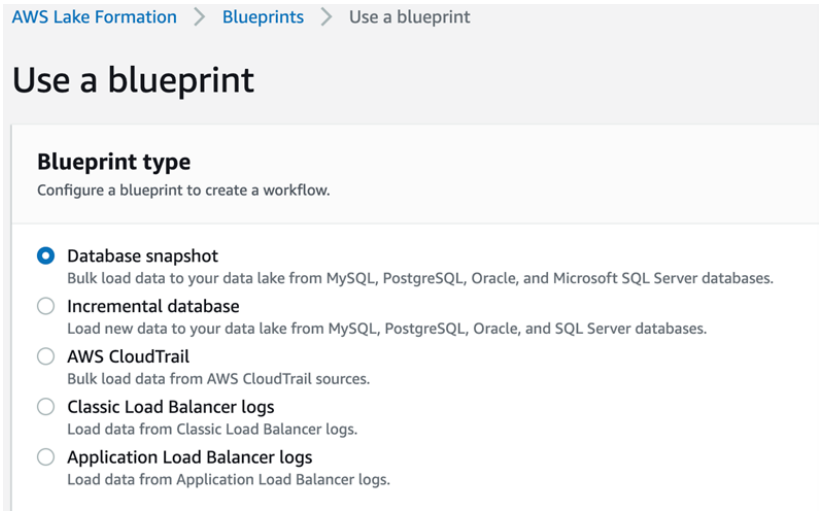 AWS Lake Formation > Blueprints > Use a blueprint
Use a blueprint
Blueprint type
Configure a blueprint to create a workflow.
Database snapshot
Bulk load data to your data lake from MySQL, PostgreSQL, Oracle, and Microsoft SQL Server databases.
Incremental database
Load new data to your data lake from MySQL, PostgreSQL, Oracle, and SQL Server databases.
AWS CloudTrail
Bulk load data from AWS CloudTrail sources.
Classic Load Balancer logs
Load data from Classic Load Balancer logs.
Application Load Balancer logs
Load data from Application Load Balancer logs.